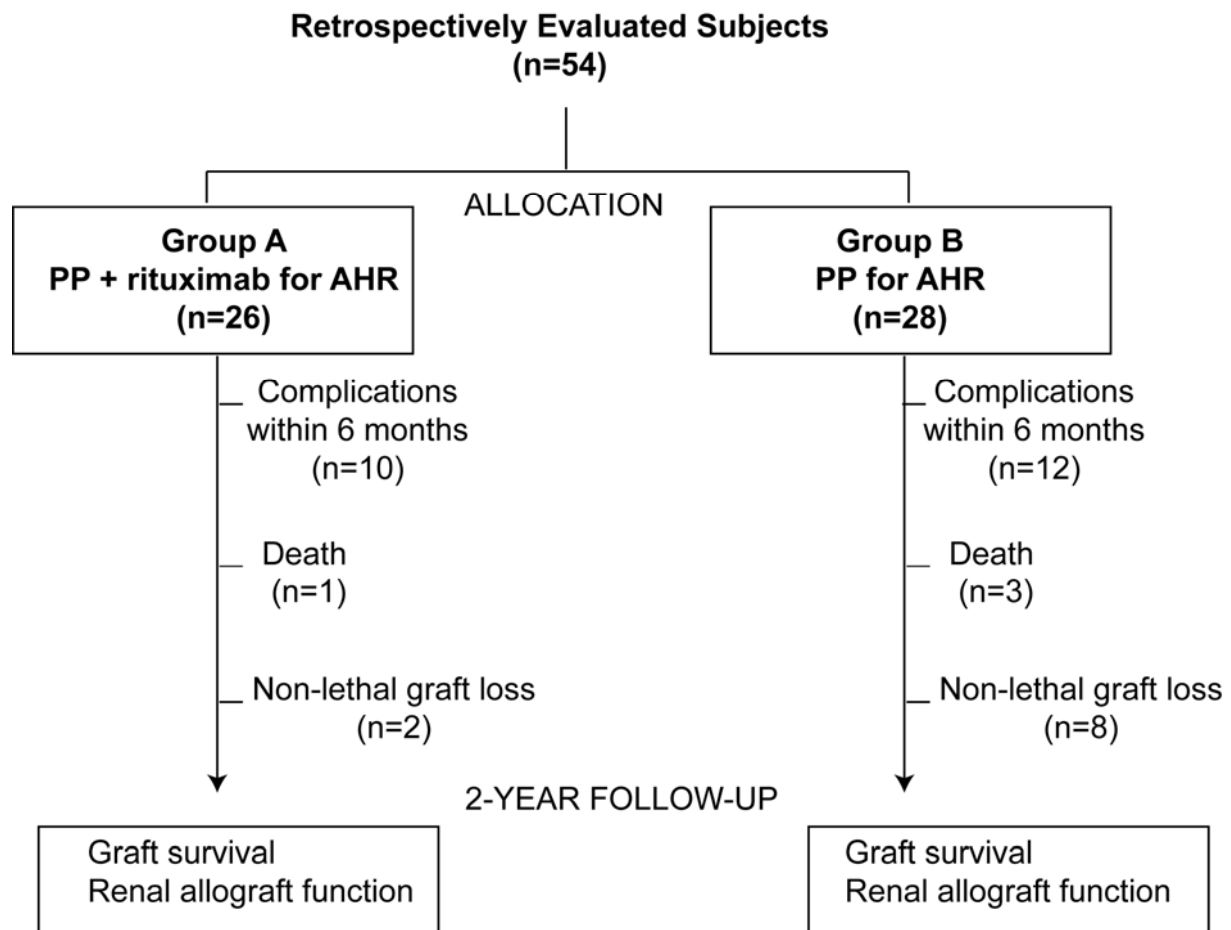 Retrospectively Evaluated Subjects
(n=54)
ALLOCATION
Group A
PP + rituximab for AHR
(n=26)
Group B
PP for AHR
(n=28)
Complications
within 6 months
(n=10)
Complications
within 6 months
(n=12)
Death
(n=1)
Death
(n=3)
Non-lethal graft loss
(n=2)
Non-lethal graft loss
(n=8)
2-YEAR FOLLOW-UP
Graft survival
Renal allograft function
Graft survival
Renal allograft function